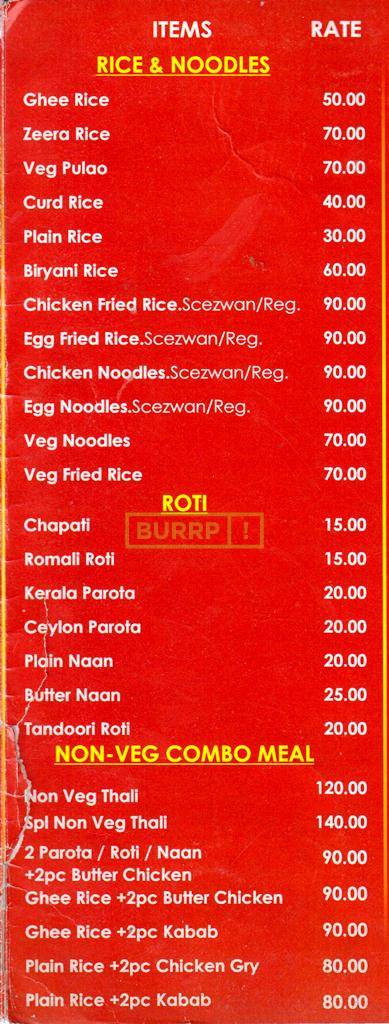 ITEMS RATE
RICE & NOODLES
Ghee Rice 50.00
Zeera Rice 70.00
Veg Pulao 70.00
Curd Rice 40.00
Plain Rice 30.00
Biryani Rice 60.00
Chicken Fried Rice.Scezwan/Reg. 90.00
Egg Fried Rice.Scezwan/Reg. 90.00
Chicken Noodles.Scezwan/Reg. 90.00
Egg Noodles.Scezwan/Reg. 90.00
Veg Noodles 70.00
Veg Fried Rice 70.00
ROTI
Chapati 15.00
BURRP!
Romali Roti 15.00
Kerala Parota 20.00
Ceylon Parota 20.00
Plain Naan 20.00
Butter Naan 25.00
Tandoori Roti 20.00
NON-VEG COMBO MEAL
Non Veg Thali 120.00
Spl Non Veg Thali 140.00
2 Parota / Roti / Naan 90.00
+2pc Butter Chicken
Ghee Rice +2pc Butter Chicken 90.00
Ghee Rice +2pc Kabab 90.00
Plain Rice +2pc Chicken Gry 80.00
Plain Rice +2pc Kabab 80.00